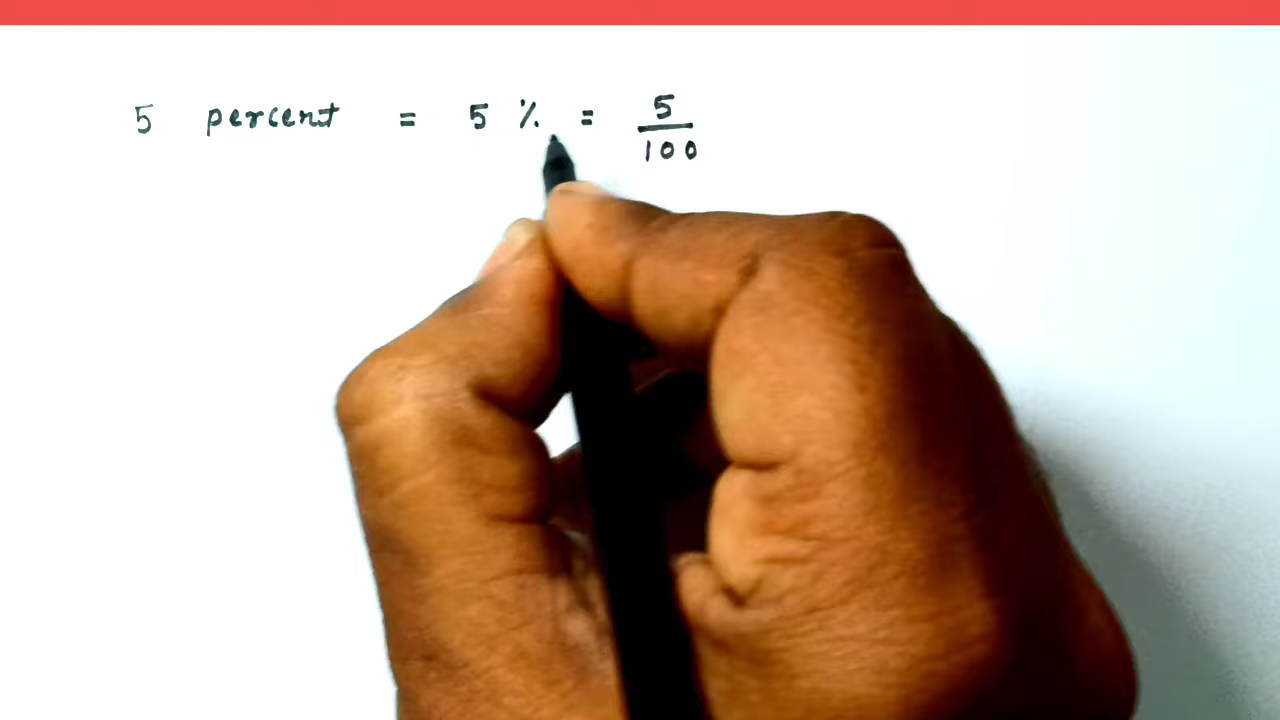 5 percent = 5 % = 5/100